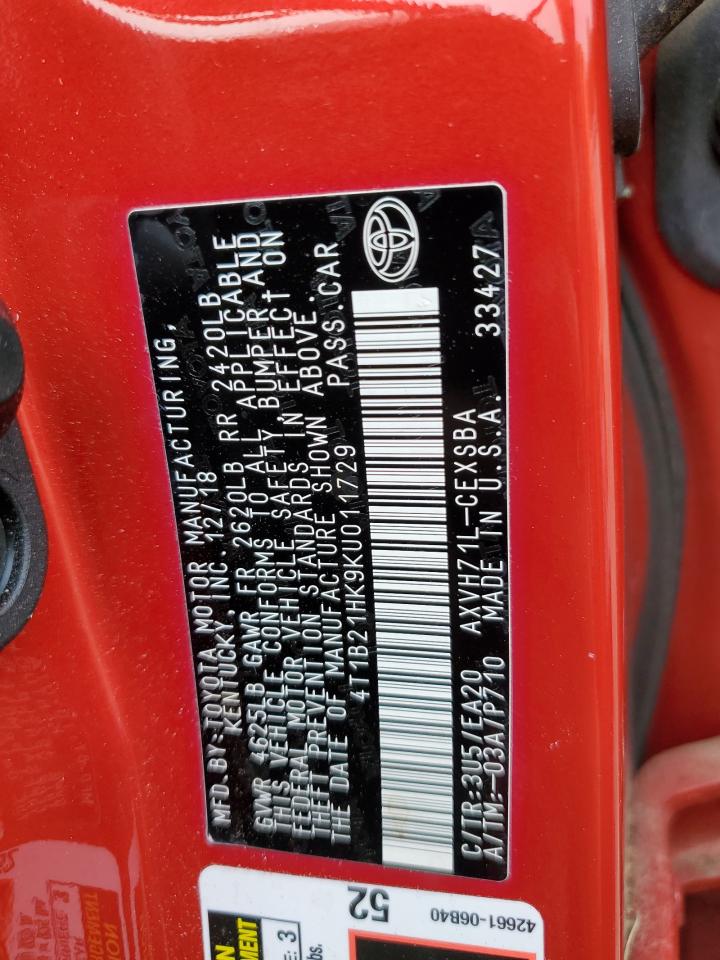 MFD. BY: TOYOTA MOTOR MANUFACTURING,
KENTUCKY, INC. 12/18
GVWR 4625LB GAWR FR 2620LB RR 2420LB
THIS VEHICLE CONFORMS TO ALL APPLICABLE
FEDERAL MOTOR VEHICLE SAFETY, BUMPER AND
THEFT PREVENTION STANDARDS IN EFFECT ON
THE DATE OF MANUFACTURE SHOWN ABOVE.
4T1B21HK9KU011729 PASS.CAR
C/TR:3U5/EA20 AXVH71L-CEXSBA
A/TM:-03A/P710 MADE IN U.S.A. 33427
52
42661-06B40
3
lbs.